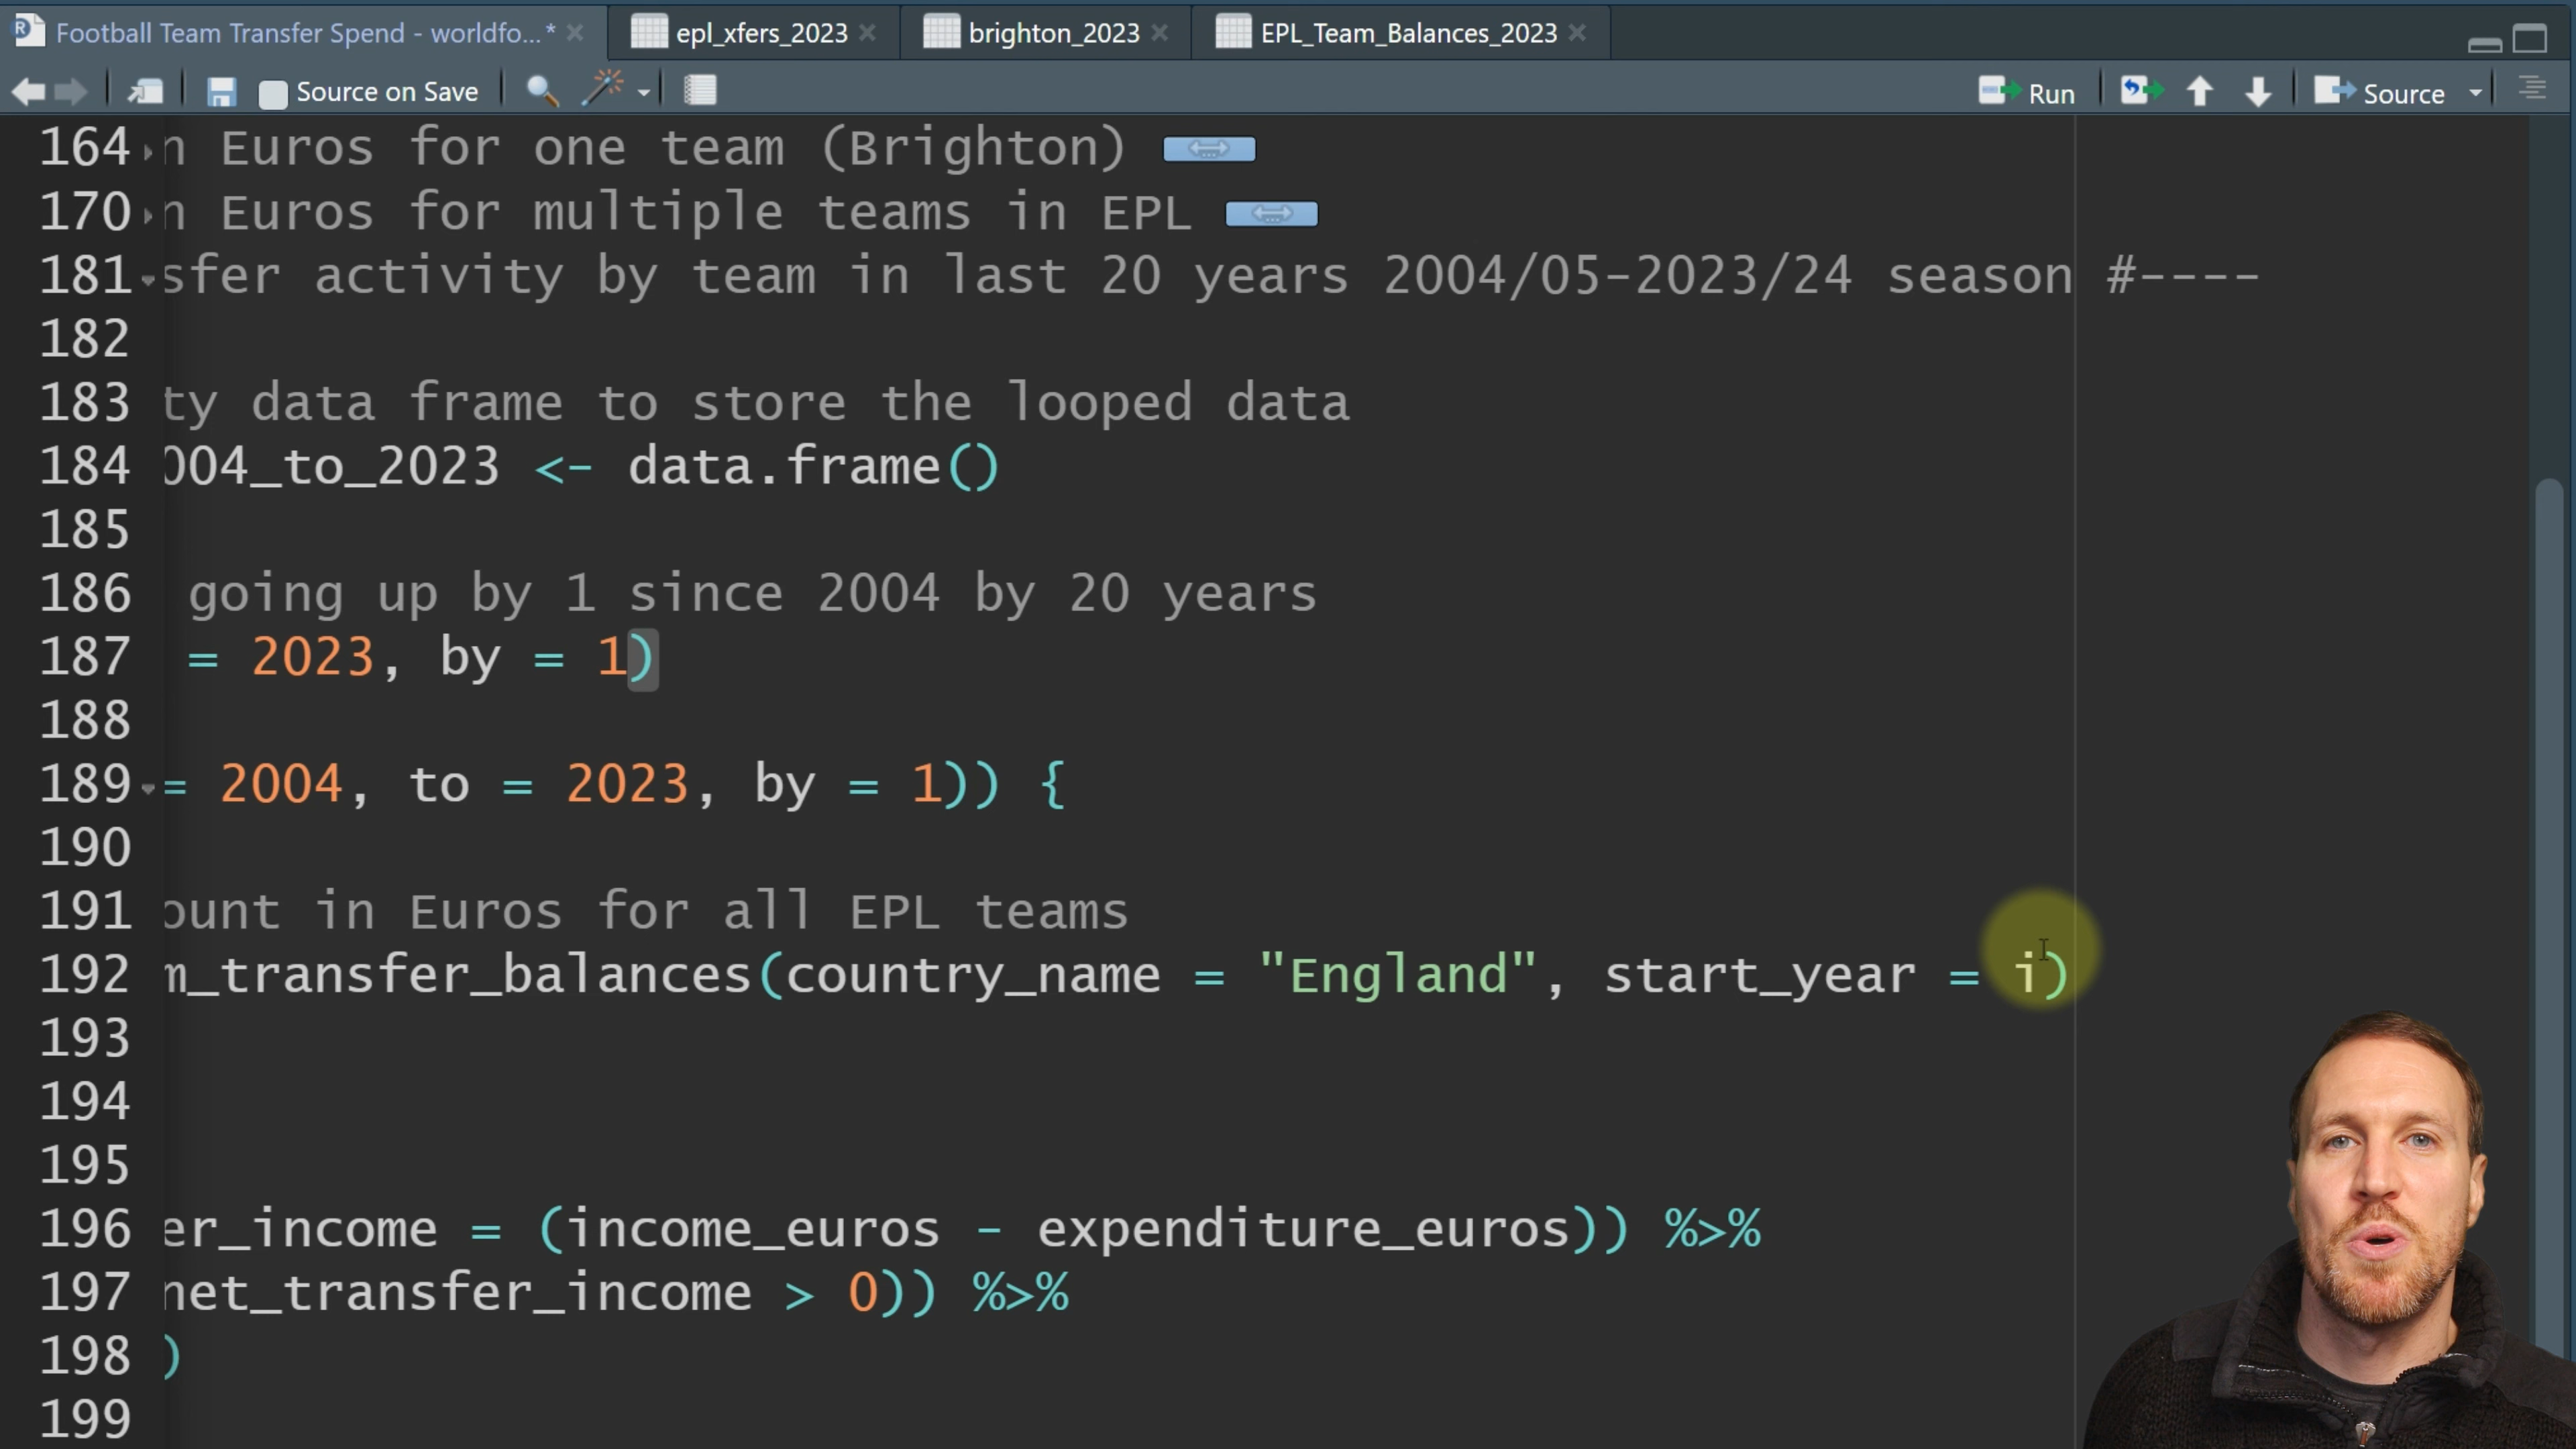 Football Team Transfer Spend - worldfo...*
epl_xfers_2023
brighton_2023
EPL_Team_Balances_2023
Source on Save
Run
Source
164 n Euros for one team (Brighton)
170 n Euros for multiple teams in EPL
181 sfer activity by team in last 20 years 2004/05-2023/24 season #----
182
183 ty data frame to store the looped data
184 004_to_2023 <- data.frame()
185
186 going up by 1 since 2004 by 20 years
187 = 2023, by = 1)
188
189 = 2004, to = 2023, by = 1)) {
190
191 ount in Euros for all EPL teams
192 m_transfer_balances(country_name = "England", start_year = i)
193
194
195
196 er_income = (income_euros - expenditure_euros)) %>%
197 net_transfer_income > 0)) %>%
198 )
199